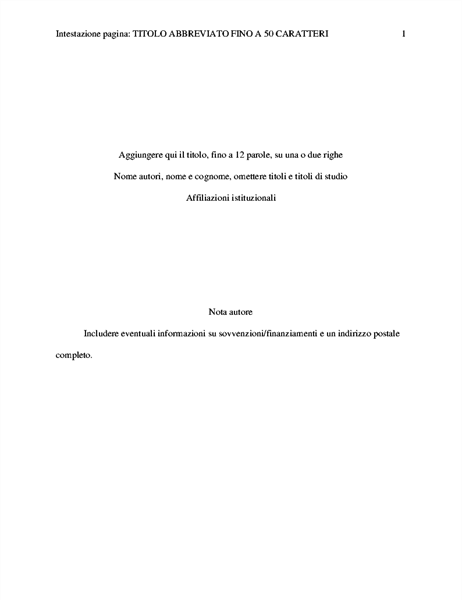 Intestazione pagina: TITOLO ABBREVIATO FINO A 50 CARATTERI 1
Aggiungere qui il titolo, fino a 12 parole, su una o due righe
Nome autori, nome e cognome, omettere titoli e titoli di studio
Affiliazioni istituzionali
Nota autore
Includere eventuali informazioni su sovvenzioni/finanziamenti e un indirizzo postale
completo.